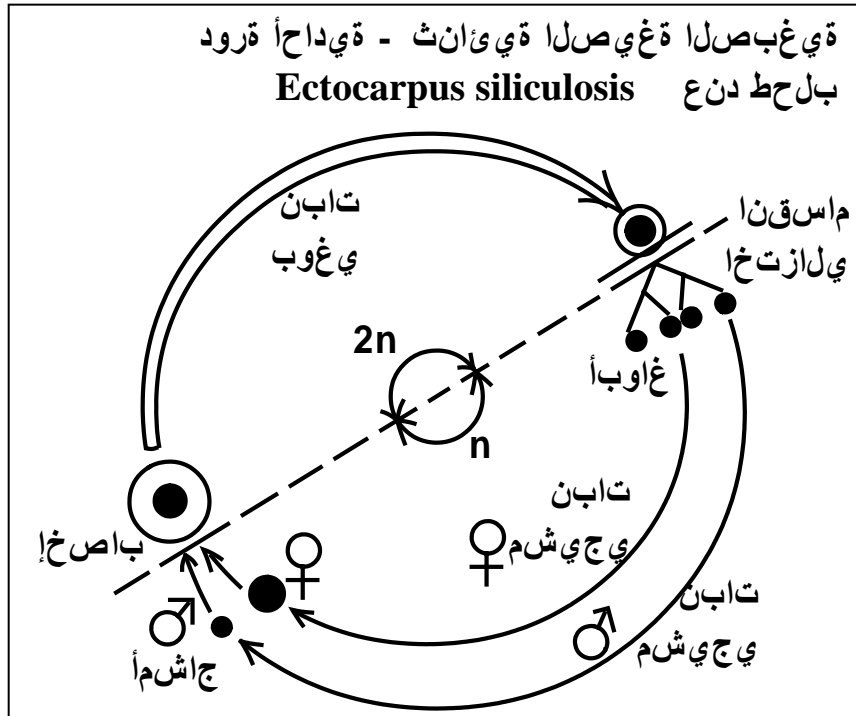 دورة أحادية - ثنائية الصيغة الصبغية
عند طحلب Ectocarpus siliculosis
نبات
بوغي
انقسام
اختزالي
2n
n
أبواغ
إخصاب
♀
♂
أمشاج
نبات
مشيجي ♀
نبات
مشيجي ♂